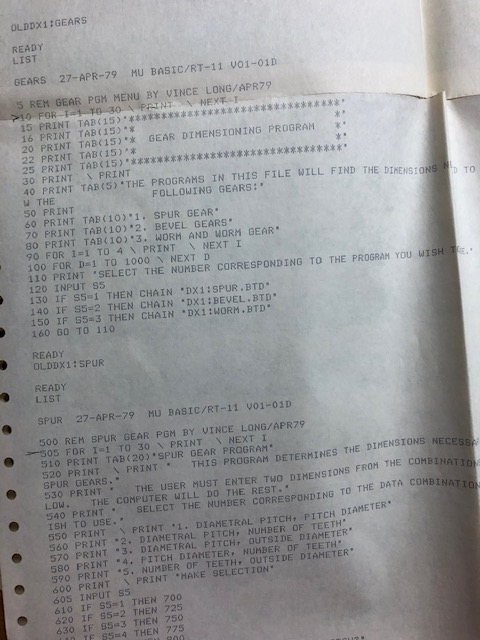 OLDDX1:GEARS
READY
LIST
GEARS 27-APR-79 MU BASIC/RT-11 V01-01D
5 REM GEAR PGM MENU BY VINCE LONG/APR79
10 FOR I=1 TO 30 \ PRINT \ NEXT I
15 PRINT TAB(15)"*******************************"
16 PRINT TAB(15)"* *"
20 PRINT TAB(15)"* GEAR DIMENSIONING PROGRAM *"
22 PRINT TAB(15)"* *"
25 PRINT TAB(15)"*******************************"
30 PRINT \ PRINT
40 PRINT TAB(5)"THE PROGRAMS IN THIS FILE WILL FIND THE DIMENSIONS D TO
W THE FOLLOWING GEARS:"
50 PRINT
60 PRINT TAB(10)"1. SPUR GEAR"
70 PRINT TAB(10)"2. BEVEL GEARS"
80 PRINT TAB(10)"3. WORM AND WORM GEAR"
90 FOR I=1 TO 4 \ PRINT \ NEXT I
100 FOR D=1 TO 1000 \ NEXT D
110 PRINT "SELECT THE NUMBER CORRESPONDING TO THE PROGRAM YOU WISH
120 INPUT S5
130 IF S5=1 THEN CHAIN "DX1:SPUR.BTD"
140 IF S5=2 THEN CHAIN "DX1:BEVEL.BTD"
150 IF S5=3 THEN CHAIN "DX1:WORM.BTD"
160 GO TO 110
READY
OLDDX1:SPUR
READY
LIST
SPUR 27-APR-79 MU BASIC/RT-11 V01-01D
500 REM SPUR GEAR PGM BY VINCE LONG/APR79
505 FOR I=1 TO 30 \ PRINT \ NEXT I
510 PRINT TAB(20)"SPUR GEAR PROGRAM"
520 PRINT \ PRINT " THIS PROGRAM DETERMINES THE DIMENSIONS NECESSA
SPUR GEARS."
530 PRINT " THE USER MUST ENTER TWO DIMENSIONS FROM THE COMBINATION
LOW. THE COMPUTER WILL DO THE REST."
540 PRINT " SELECT THE NUMBER CORRESPONDING TO THE DATA COMBINATION
ISH TO USE."
550 PRINT \ PRINT "1. DIAMETRAL PITCH, PITCH DIAMETER"
560 PRINT "2. DIAMETRAL PITCH, NUMBER OF TEETH"
570 PRINT "3. DIAMETRAL PITCH, OUTSIDE DIAMETER"
580 PRINT "4. PITCH DIAMETER, NUMBER OF TEETH"
590 PRINT "5. NUMBER OF TEETH, OUTSIDE DIAMETER"
600 PRINT \ PRINT "MAKE SELECTION"
605 INPUT S5
610 IF S5=1 THEN 700
620 IF S5=2 THEN 725
630 IF S5=3 THEN 750
640 IF S5=4 THEN 775